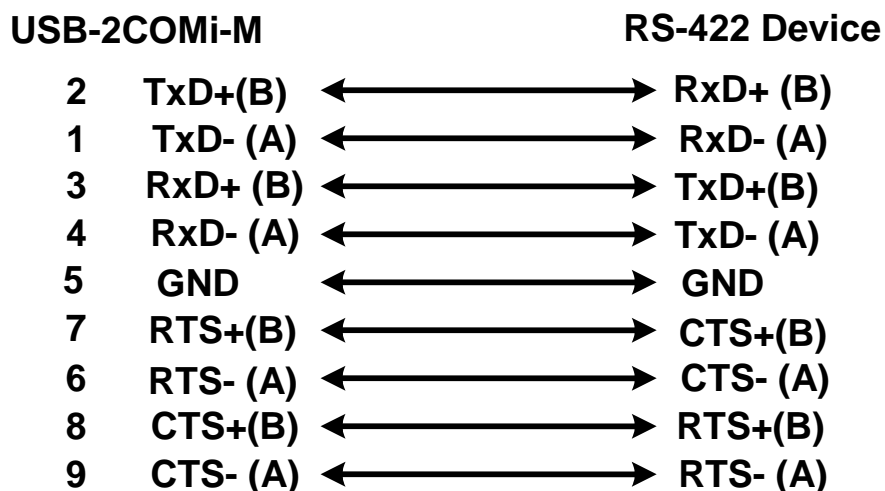 USB-2COMi-M RS-422 Device
2 TxD+(B) RxD+ (B)
1 TxD- (A) RxD- (A)
3 RxD+ (B) TxD+(B)
4 RxD- (A) TxD- (A)
5 GND GND
7 RTS+(B) CTS+(B)
6 RTS- (A) CTS- (A)
8 CTS+(B) RTS+(B)
9 CTS- (A) RTS- (A)